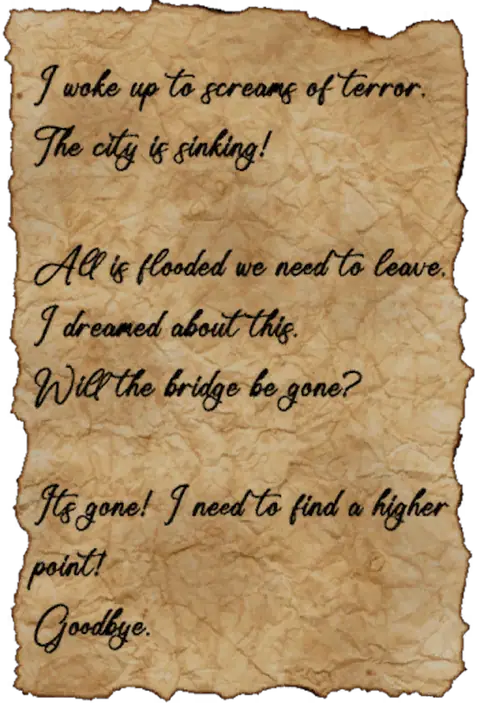 I woke up to screams of terror.
The city is sinking!
All is flooded we need to leave.
I dreamed about this.
Will the bridge be gone?
Its gone! I need to find a higher
point!
Goodbye.